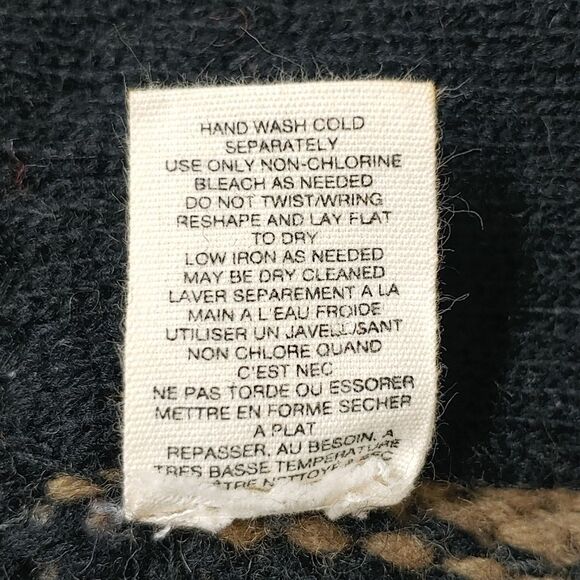 HAND WASH COLD
SEPARATELY
USE ONLY NON-CHLORINE
BLEACH AS NEEDED
DO NOT TWIST/WRING
RESHAPE AND LAY FLAT
TO DRY
LOW IRON AS NEEDED
MAY BE DRY CLEANED
LAVER SEPAREMENT A LA
MAIN A L'EAU FROIDE
UTILISER UN JAVELLISANT
NON CHLORE QUAND
C'EST NEC
NE PAS TORDE OU ESSORER
METTRE EN FORME SECHER
A PLAT
REPASSER, AU BESOIN, A
TRES BASSE TEMPERATURE
ETRE NETTOYE A SEC